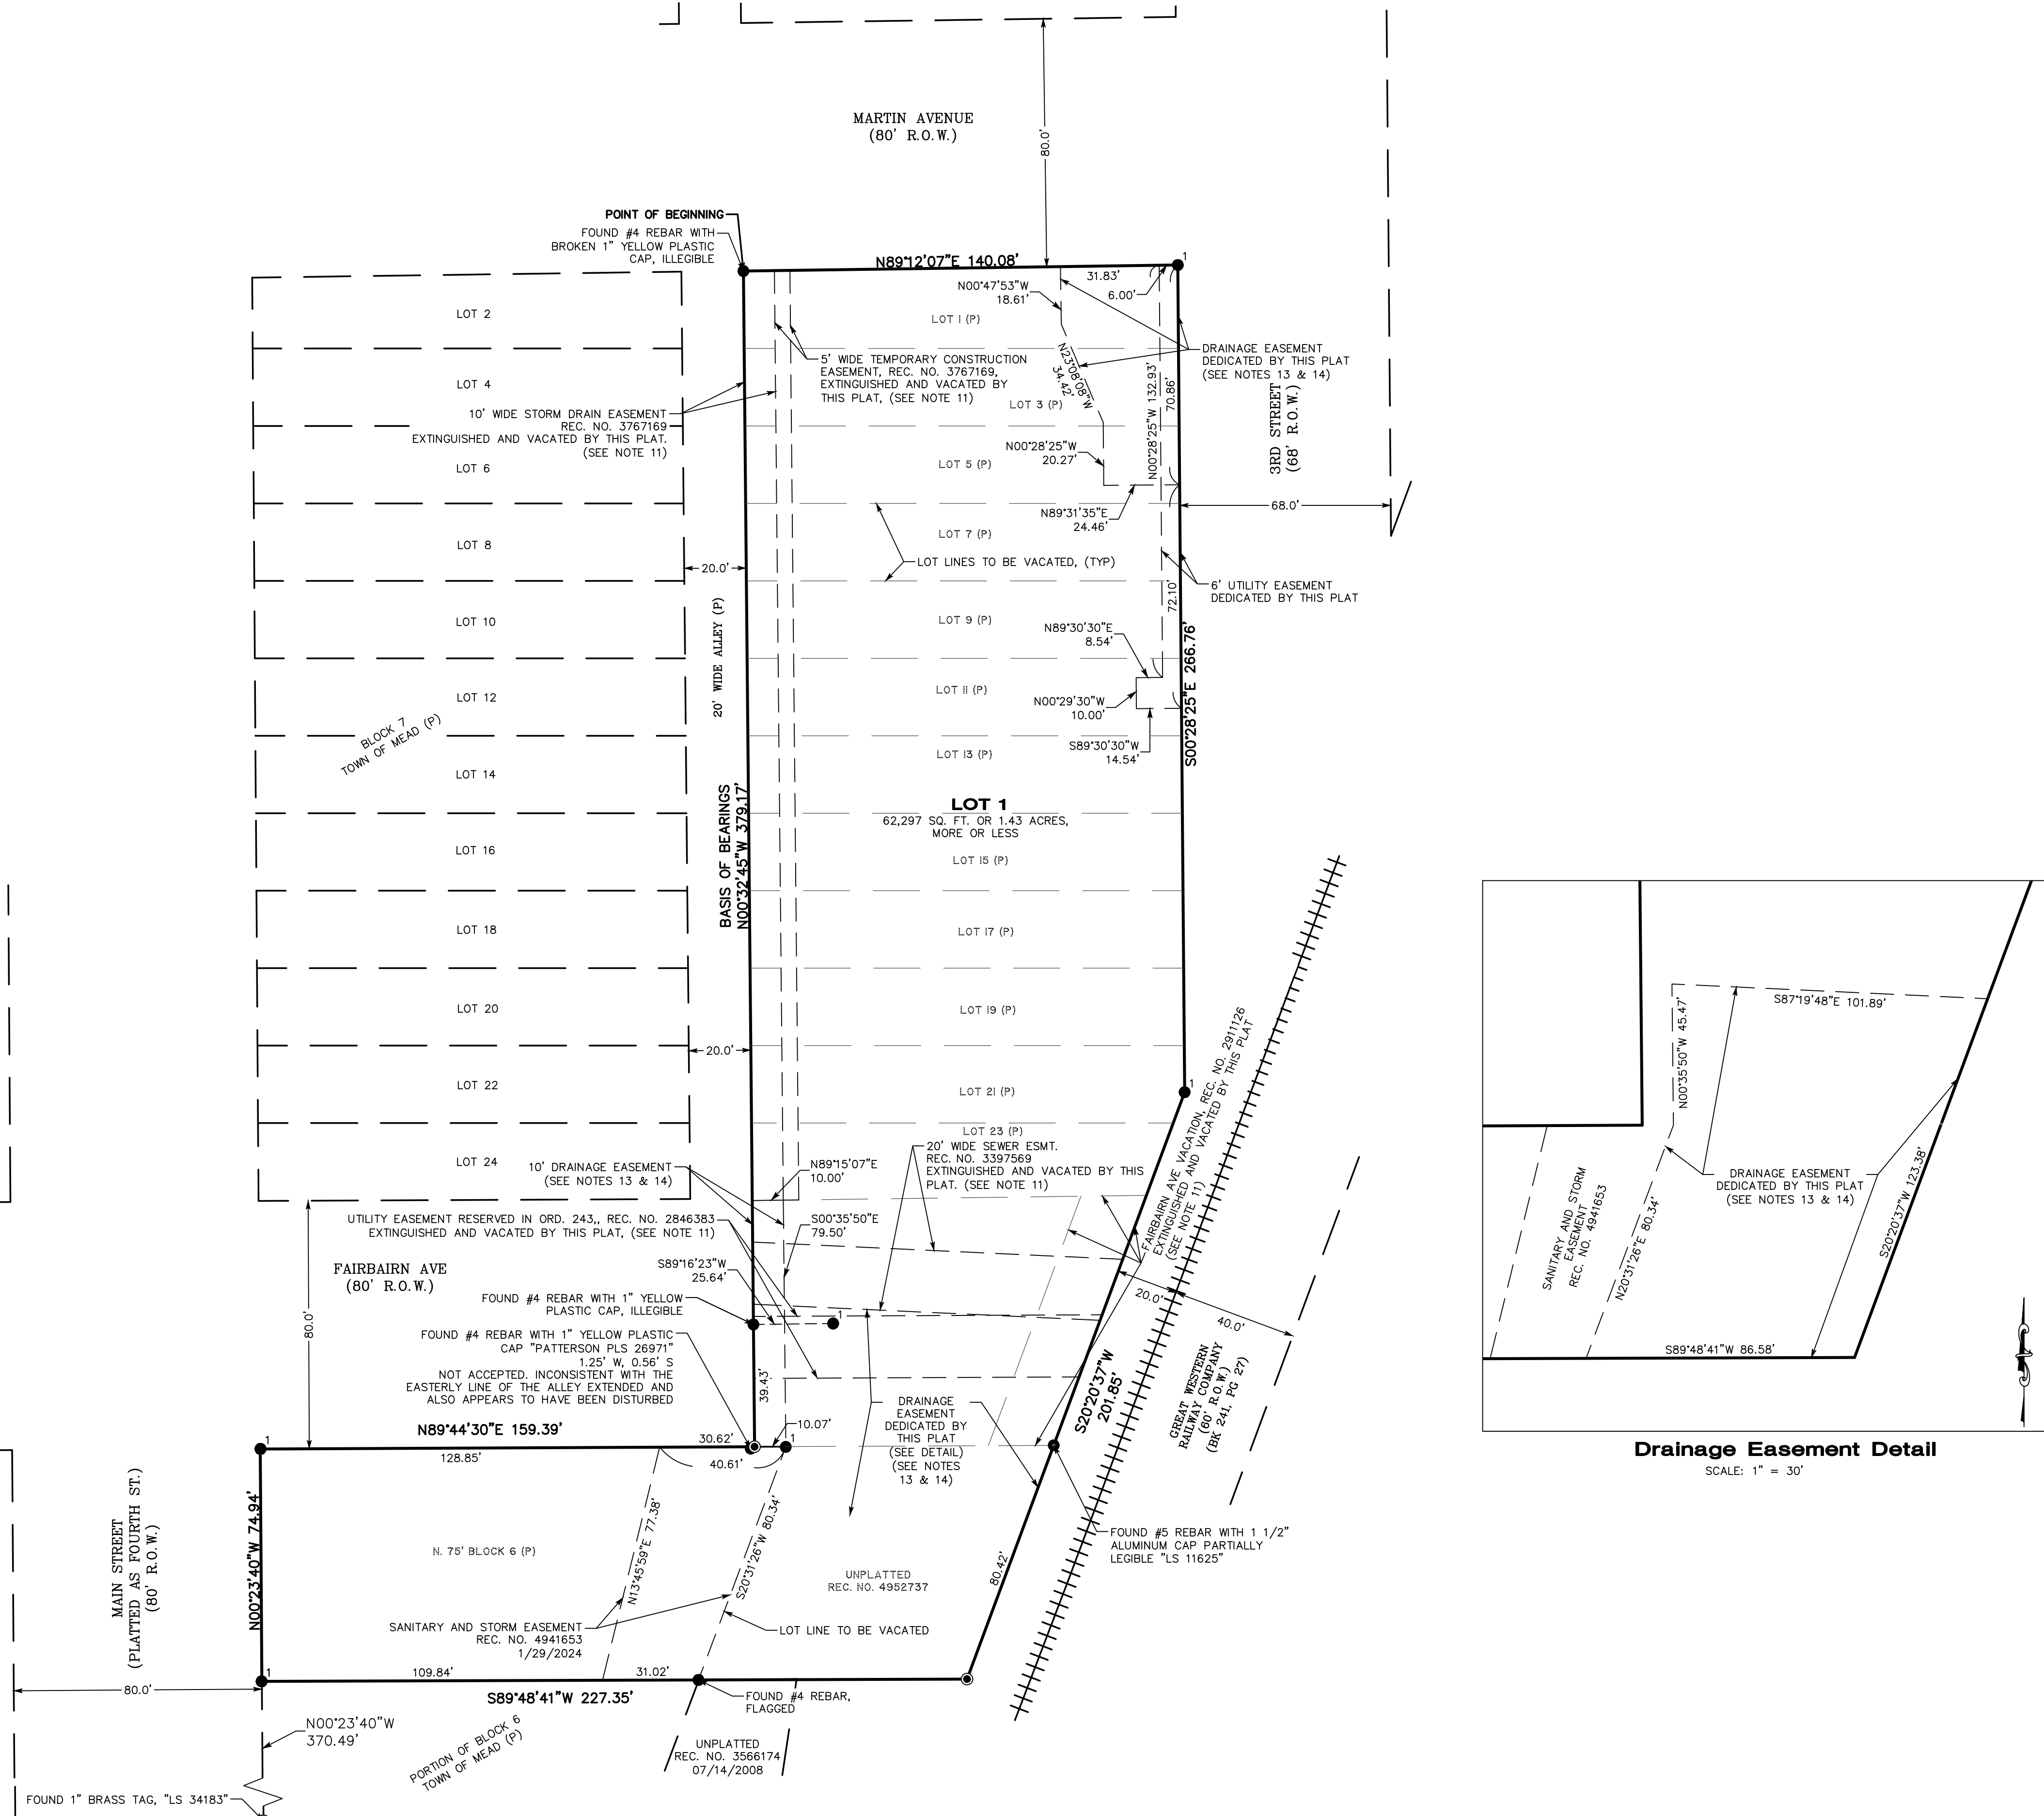 MARTIN AVENUE
(80' R.O.W.)
80.0'
POINT OF BEGINNING
FOUND #4 REBAR WITH
BROKEN 1" YELLOW PLASTIC
CAP, ILLEGIBLE
N89°12'07"E 140.08'
1
31.83'
6.00'
N00°47'53"W
18.61'
LOT 2
LOT 1 (P)
5' WIDE TEMPORARY CONSTRUCTION
EASEMENT, REC. NO. 3767169,
EXTINGUISHED AND VACATED BY
THIS PLAT, (SEE NOTE 11)
N23°08'08"W
34.42'
N00°28'25"W 132.93'
70.86'
DRAINAGE EASEMENT
DEDICATED BY THIS PLAT
(SEE NOTES 13 & 14)
3RD STREET
(68' R.O.W.)
LOT 4
LOT 3 (P)
10' WIDE STORM DRAIN EASEMENT
REC. NO. 3767169
EXTINGUISHED AND VACATED BY THIS PLAT.
(SEE NOTE 11)
N00°28'25"W
20.27'
LOT 6
LOT 5 (P)
N89°31'35"E
24.46'
68.0'
LOT 8
LOT 7 (P)
LOT LINES TO BE VACATED, (TYP)
20.0'
6' UTILITY EASEMENT
DEDICATED BY THIS PLAT
72.10'
20' WIDE ALLEY (P)
LOT 10
LOT 9 (P)
N89°30'30"E
8.54'
S00°28'25"E 266.76'
LOT 12
LOT 11 (P)
N00°29'30"W
10.00'
BLOCK 7
TOWN OF MEAD (P)
S89°30'30"W
14.54'
LOT 14
LOT 13 (P)
BASIS OF BEARINGS
N00°32'45"W 379.17'
LOT 1
62,297 SQ. FT. OR 1.43 ACRES,
MORE OR LESS
LOT 16
LOT 15 (P)
LOT 18
LOT 17 (P)
LOT 20
LOT 19 (P)
20.0'
LOT 22
LOT 21 (P)
1
LOT 23 (P)
LOT 24
10' DRAINAGE EASEMENT
(SEE NOTES 13 & 14)
N89°15'07"E
10.00'
20' WIDE SEWER ESMT.
REC. NO. 3397569
EXTINGUISHED AND VACATED BY THIS
PLAT. (SEE NOTE 11)
FAIRBAIRN AVE VACATION, REC. NO. 2911126
EXTINGUISHED AND VACATED BY THIS PLAT
(SEE NOTE 11)
UTILITY EASEMENT RESERVED IN ORD. 243,, REC. NO. 2846383
EXTINGUISHED AND VACATED BY THIS PLAT, (SEE NOTE 11)
S00°35'50"E
79.50'
FAIRBAIRN AVE
(80' R.O.W.)
80.0'
S89°16'23"W
25.64'
FOUND #4 REBAR WITH 1" YELLOW
PLASTIC CAP, ILLEGIBLE
1
20.0'
40.0'
FOUND #4 REBAR WITH 1" YELLOW PLASTIC
CAP "PATTERSON PLS 26971"
1.25' W, 0.56' S
NOT ACCEPTED. INCONSISTENT WITH THE
EASTERLY LINE OF THE ALLEY EXTENDED AND
ALSO APPEARS TO HAVE BEEN DISTURBED
39.43'
DRAINAGE
EASEMENT
DEDICATED BY
THIS PLAT
(SEE DETAIL)
(SEE NOTES
13 & 14)
S20°20'37"W
201.85'
GREAT WESTERN
RAILWAY COMPANY
(60' R.O.W.)
(BK 241, PG 27)
N89°44'30"E 159.39'
1
128.85'
30.62'
10.07'
1
40.61'
MAIN STREET
(PLATTED AS FOURTH ST.)
(80' R.O.W.)
N00°23'40"W 74.94'
N. 75' BLOCK 6 (P)
N13°45'59"E 77.38'
S20°31'26"W 80.34'
UNPLATTED
REC. NO. 4952737
80.42'
FOUND #5 REBAR WITH 1 1/2"
ALUMINUM CAP PARTIALLY
LEGIBLE "LS 11625"
SANITARY AND STORM EASEMENT
REC. NO. 4941653
1/29/2024
LOT LINE TO BE VACATED
1
109.84'
31.02'
80.0'
S89°48'41"W 227.35'
FOUND #4 REBAR,
FLAGGED
N00°23'40"W
370.49'
PORTION OF BLOCK 6
TOWN OF MEAD (P)
UNPLATTED
REC. NO. 3566174
07/14/2008
FOUND 1" BRASS TAG, "LS 34183"
S87°19'48"E 101.89'
N00°35'50"W 45.47'
DRAINAGE EASEMENT
DEDICATED BY THIS PLAT
(SEE NOTES 13 & 14)
SANITARY AND STORM
EASEMENT
REC. NO. 4941653
N20°31'26"E 80.34'
S20°20'37"W 123.38'
S89°48'41"W 86.58'
Drainage Easement Detail
SCALE: 1" = 30'